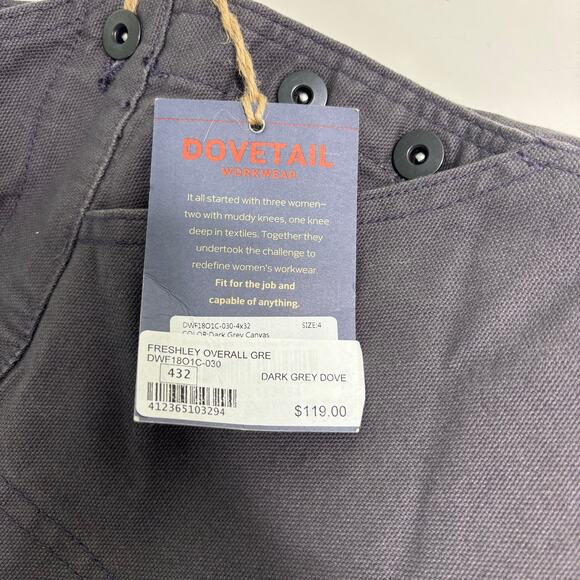 DOVETAIL
WORKWEAR
It all started with three women–
two with muddy knees, one knee
deep in textiles. Together they
undertook the challenge to
redefine women's workwear.
Fit for the job and
capable of anything.
DWF18O1C-030-4x32 SIZE:4
COLOR:Dark Grey Canvas
FRESHLEY OVERALL GRE
DWF18O1C-030
432 DARK GREY DOVE
412365103294 $119.00